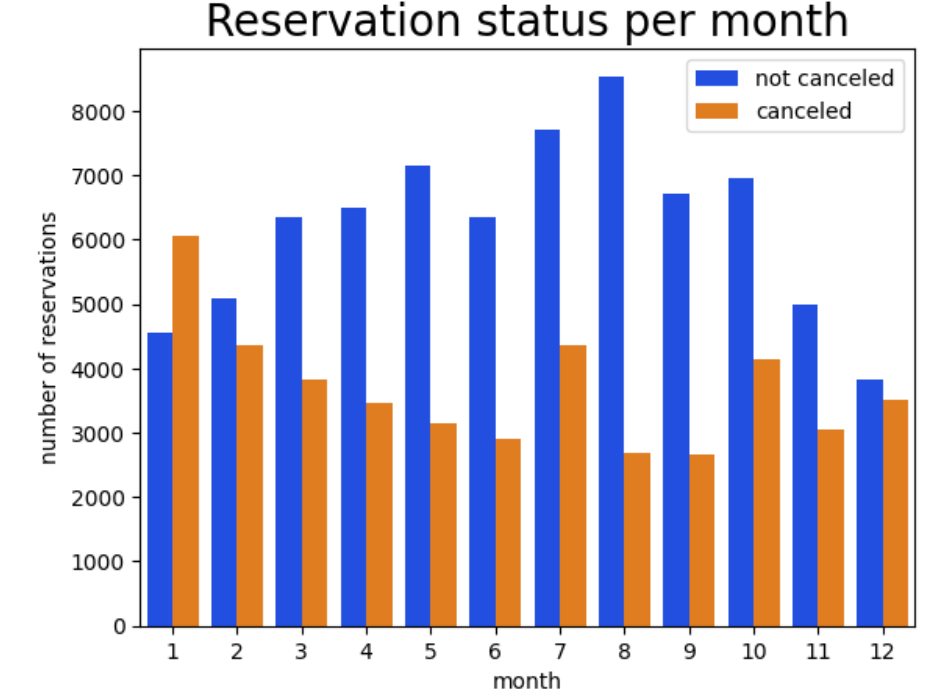 Reservation status per month
not canceled
canceled
number of reservations
8000
7000
6000
5000
4000
3000
2000
1000
0
1 2 3 4 5 6 7 8 9 10 11 12
month